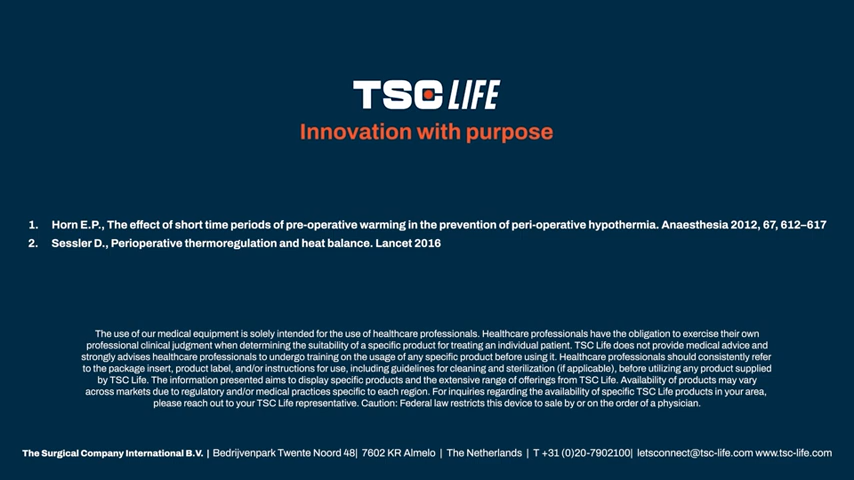 TSC LIFE
Innovation with purpose
1. Horn E.P., The effect of short time periods of pre-operative warming in the prevention of peri-operative hypothermia. Anaesthesia 2012, 67, 612–617
2. Sessler D., Perioperative thermoregulation and heat balance. Lancet 2016
The use of our medical equipment is solely intended for the use of healthcare professionals. Healthcare professionals have the obligation to exercise their own
professional clinical judgment when determining the suitability of a specific product for treating an individual patient. TSC Life does not provide medical advice and
strongly advises healthcare professionals to undergo training on the usage of any specific product before using it. Healthcare professionals should consistently refer
to the package insert, product label, and/or instructions for use, including guidelines for cleaning and sterilization (if applicable), before utilizing any product supplied
by TSC Life. The information presented aims to display specific products and the extensive range of offerings from TSC Life. Availability of products may vary
across markets due to regulatory and/or medical practices specific to each region. For inquiries regarding the availability of specific TSC Life products in your area,
please reach out to your TSC Life representative. Caution: Federal law restricts this device to sale by or on the order of a physician.
The Surgical Company International B.V. | Bedrijvenpark Twente Noord 48| 7602 KR Almelo | The Netherlands | T +31 (0)20-7902100| letsconnect@tsc-life.com www.tsc-life.com